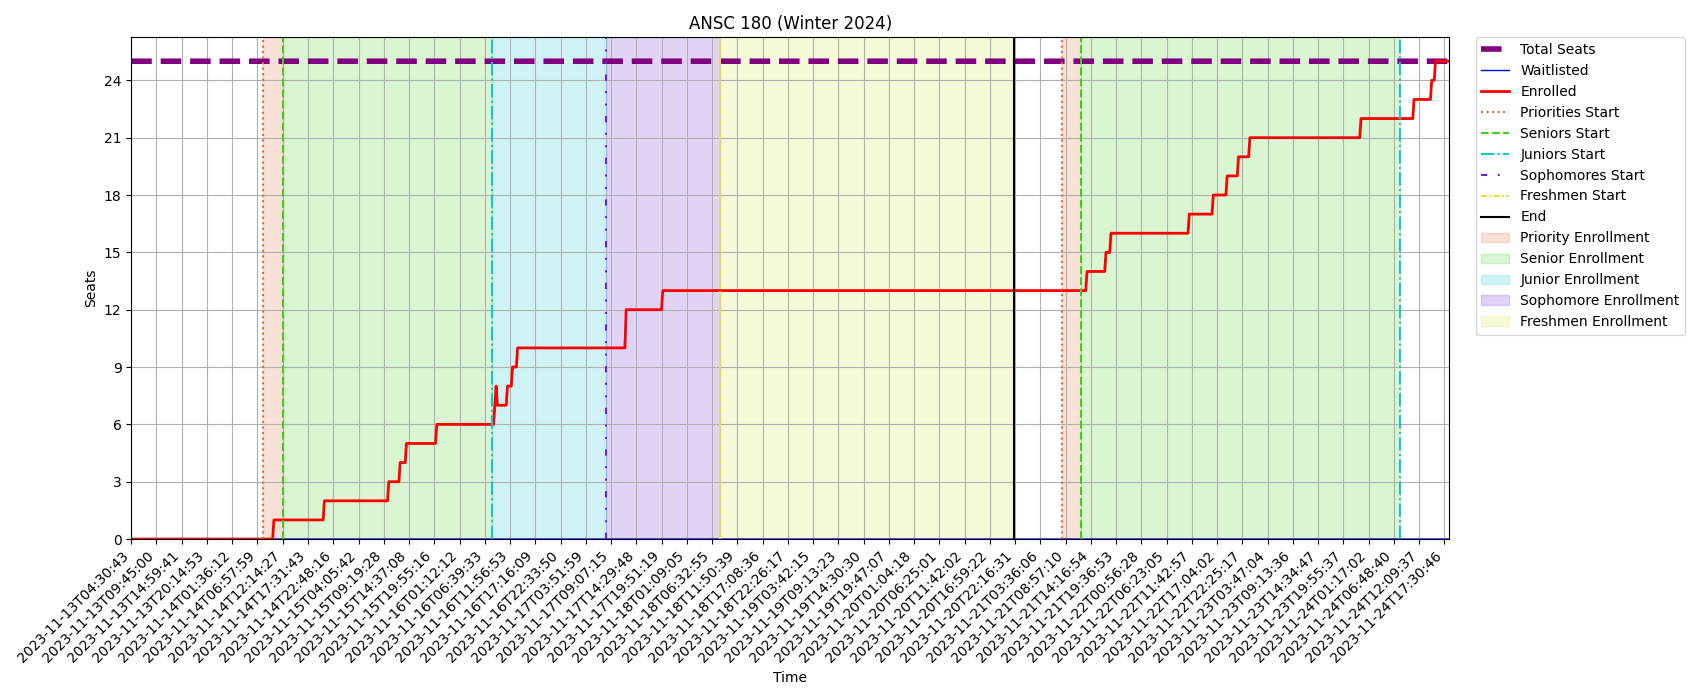 ANSC 180 (Winter 2024)
Seats
24
21
18
15
12
9
6
3
0
2023-11-13T04:30:43
2023-11-13T09:45:00
2023-11-13T14:59:41
2023-11-13T20:14:53
2023-11-14T01:36:12
2023-11-14T06:57:59
2023-11-14T12:14:27
2023-11-14T17:31:43
2023-11-14T22:48:16
2023-11-15T04:05:42
2023-11-15T09:19:28
2023-11-15T14:37:08
2023-11-15T19:55:16
2023-11-16T01:12:12
2023-11-16T06:39:33
2023-11-16T11:56:53
2023-11-16T17:16:09
2023-11-16T22:33:50
2023-11-17T03:51:59
2023-11-17T09:07:15
2023-11-17T14:29:48
2023-11-17T19:51:19
2023-11-18T01:09:05
2023-11-18T06:32:55
2023-11-18T11:50:39
2023-11-18T17:08:36
2023-11-18T22:26:17
2023-11-19T03:42:15
2023-11-19T09:13:23
2023-11-19T14:30:30
2023-11-19T19:47:07
2023-11-20T01:04:18
2023-11-20T06:25:01
2023-11-20T11:42:02
2023-11-20T16:59:22
2023-11-20T22:16:31
2023-11-21T03:36:06
2023-11-21T08:57:10
2023-11-21T14:16:54
2023-11-21T19:36:53
2023-11-22T00:56:28
2023-11-22T06:23:05
2023-11-22T11:42:57
2023-11-22T17:04:02
2023-11-22T22:25:17
2023-11-23T03:47:04
2023-11-23T09:13:36
2023-11-23T14:34:47
2023-11-23T19:55:37
2023-11-24T01:17:02
2023-11-24T06:48:40
2023-11-24T12:09:37
2023-11-24T17:30:46
Time
Total Seats
Waitlisted
Enrolled
Priorities Start
Seniors Start
Juniors Start
Sophomores Start
Freshmen Start
End
Priority Enrollment
Senior Enrollment
Junior Enrollment
Sophomore Enrollment
Freshmen Enrollment